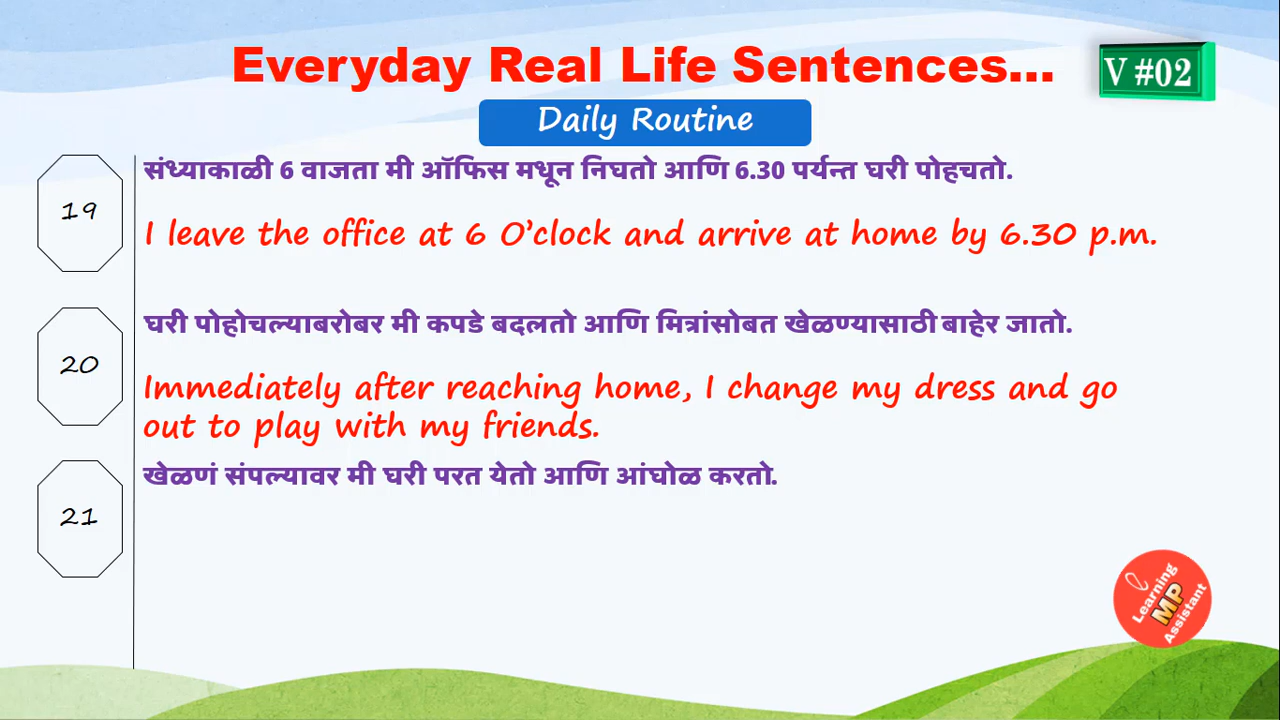 Everyday Real Life Sentences...
V #02
Daily Routine
19
संध्याकाळी 6 वाजता मी ऑफिस मधून निघतो आणि 6.30 पर्यन्त घरी पोहचतो.
I leave the office at 6 O’clock and arrive at home by 6.30 p.m.
20
घरी पोहोचल्याबरोबर मी कपडे बदलतो आणि मित्रांसोबत खेळण्यासाठी बाहेर जातो.
Immediately after reaching home, I change my dress and go
out to play with my friends.
21
खेळणं संपल्यावर मी घरी परत येतो आणि आंघोळ करतो.
Learning
MP
Assistant